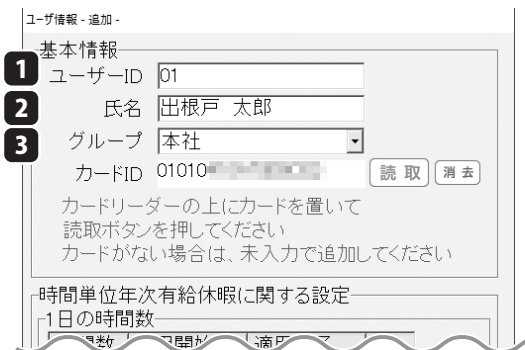 ユーザ情報 - 追加 -
基本情報
1 ユーザーID 01
2 氏名 出根戸 太郎
3 グループ 本社
カードID 01010 読 取 消 去
カードリーダーの上にカードを置いて
読取ボタンを押してください
カードがない場合は、未入力で追加してください
時間単位年次有給休暇に関する設定
1日の時間数